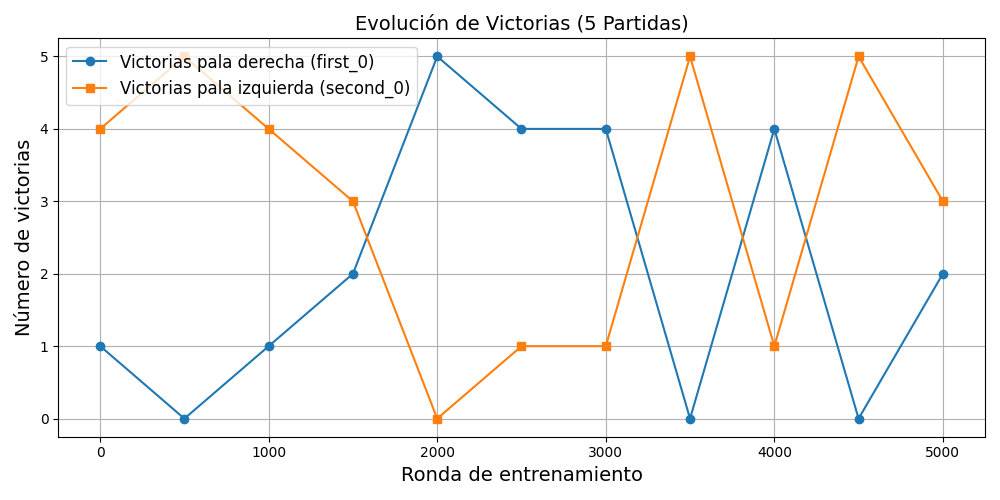 Evolución de Victorias (5 Partidas)
Victorias pala derecha (first_0)
Victorias pala izquierda (second_0)
Número de victorias
5
4
3
2
1
0
0 1000 2000 3000 4000 5000
Ronda de entrenamiento